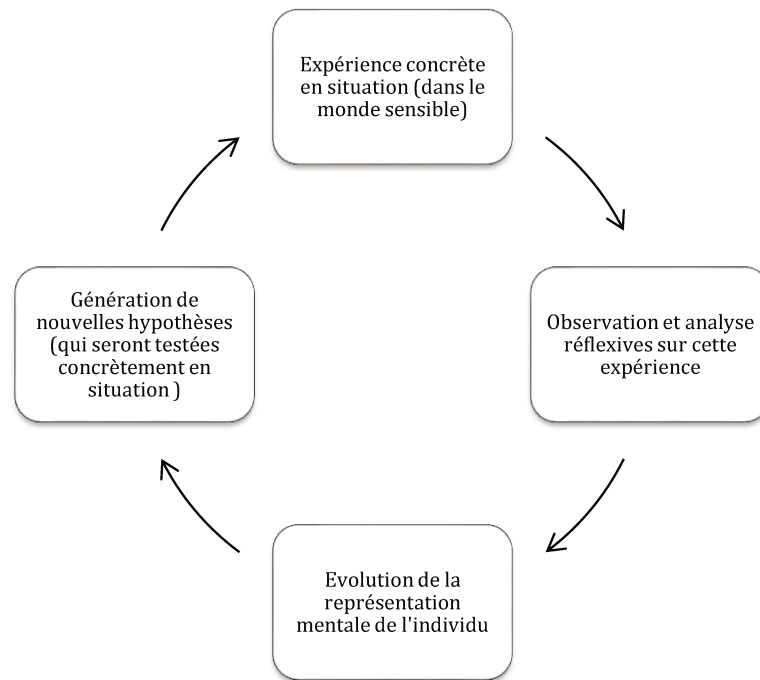 Expérience concrète
en situation (dans le
monde sensible)
Observation et analyse
réflexives sur cette
expérience
Evolution de la
représentation
mentale de l'individu
Génération de
nouvelles hypothèses
(qui seront testées
concrètement en
situation )